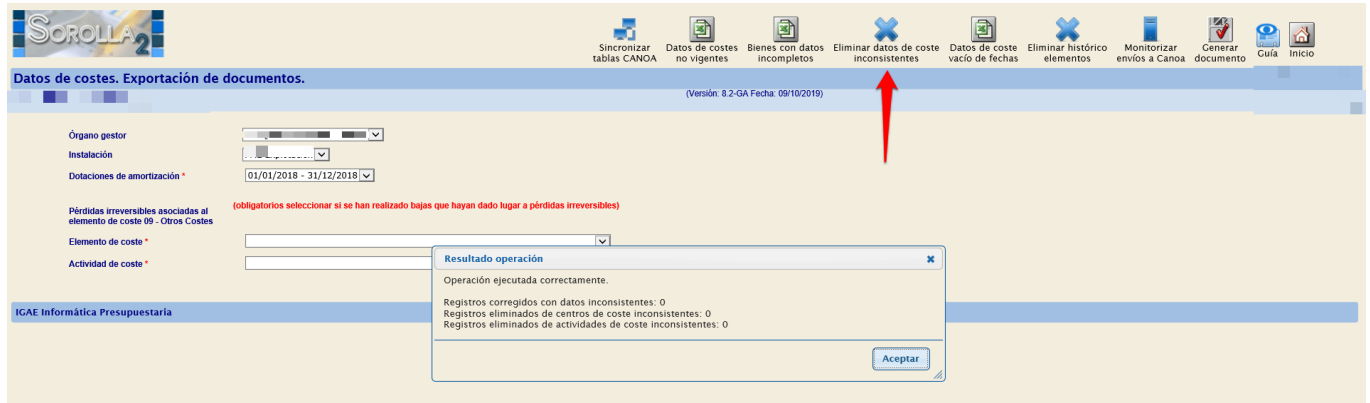 SOROLLA2
Sincronizar tablas CANOA
Datos de costes no vigentes
Bienes con datos incompletos
Eliminar datos de coste inconsistentes
Datos de coste vacío de fechas
Eliminar histórico elementos
Monitorizar envíos a Canoa
Generar documento
Guía
Inicio
Datos de costes. Exportación de documentos.
(Versión: 8.2-GA Fecha: 09/10/2019)
Órgano gestor
Instalación
Dotaciones de amortización *
01/01/2018 - 31/12/2018
Pérdidas irreversibles asociadas al
elemento de coste 09 - Otros Costes
(obligatorios seleccionar si se han realizado bajas que hayan dado lugar a pérdidas irreversibles)
Elemento de coste *
Actividad de coste *
Resultado operación
Operación ejecutada correctamente.
Registros corregidos con datos inconsistentes: 0
Registros eliminados de centros de coste inconsistentes: 0
Registros eliminados de actividades de coste inconsistentes: 0
Aceptar
IGAE Informática Presupuestaria